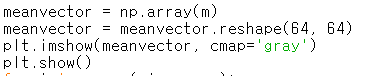 meanvector = np.array(m)
meanvector = meanvector.reshape(64, 64)
plt.imshow(meanvector, cmap='gray')
plt.show()